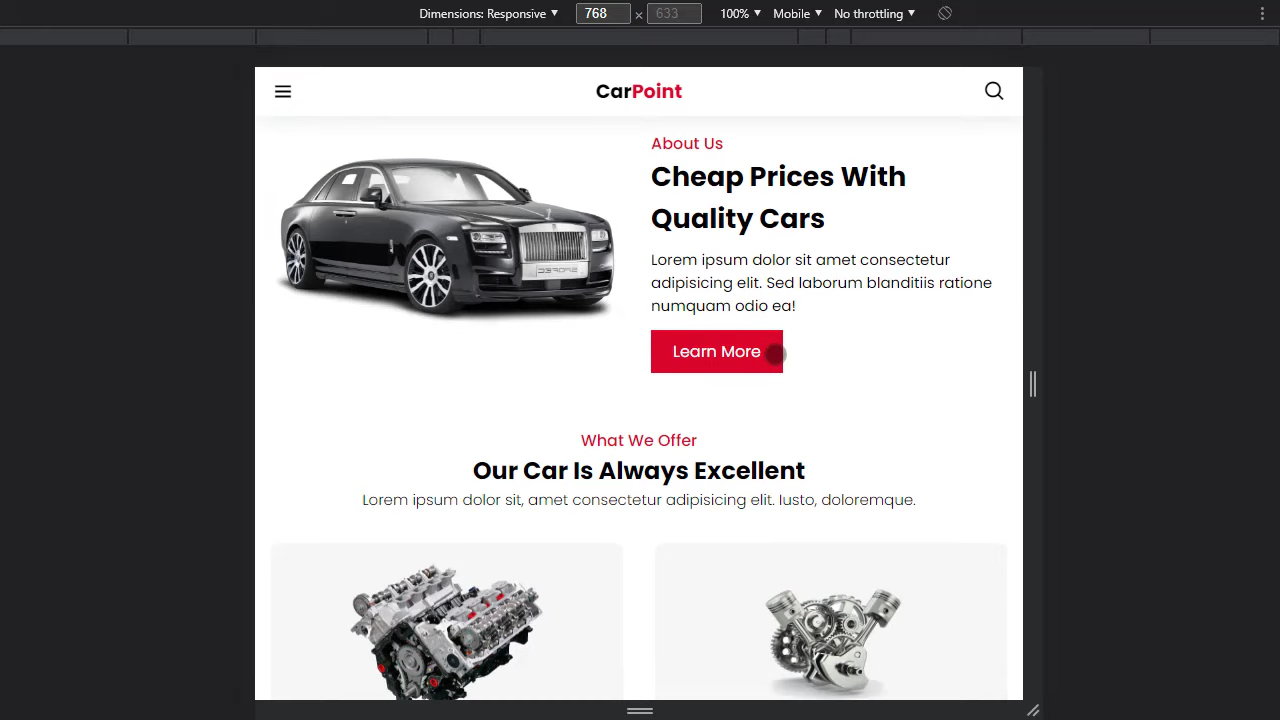 Dimensions: Responsive 768 × 633 100% Mobile No throttling
CarPoint
About Us
Cheap Prices With
Quality Cars
Lorem ipsum dolor sit amet consectetur
adipisicing elit. Sed laborum blanditiis ratione
numquam odio ea!
Learn More
What We Offer
Our Car Is Always Excellent
Lorem ipsum dolor sit, amet consectetur adipisicing elit. Iusto, doloremque.